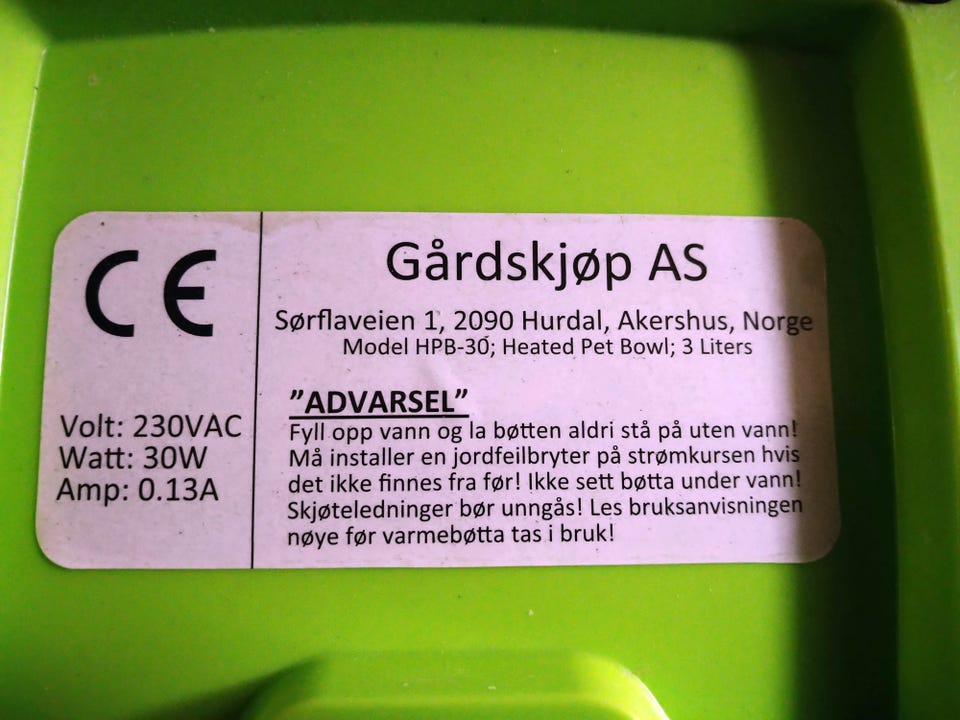 CE
Volt: 230VAC
Watt: 30W
Amp: 0.13A
Gårdskjøp AS
Sørflaveien 1, 2090 Hurdal, Akershus, Norge
Model HPB-30; Heated Pet Bowl; 3 Liters
”ADVARSEL”
Fyll opp vann og la bøtten aldri stå på uten vann!
Må installer en jordfeilbryter på strømkursen hvis
det ikke finnes fra før! Ikke sett bøtta under vann!
Skjøteledninger bør unngås! Les bruksanvisningen
nøye før varmebøtta tas i bruk!